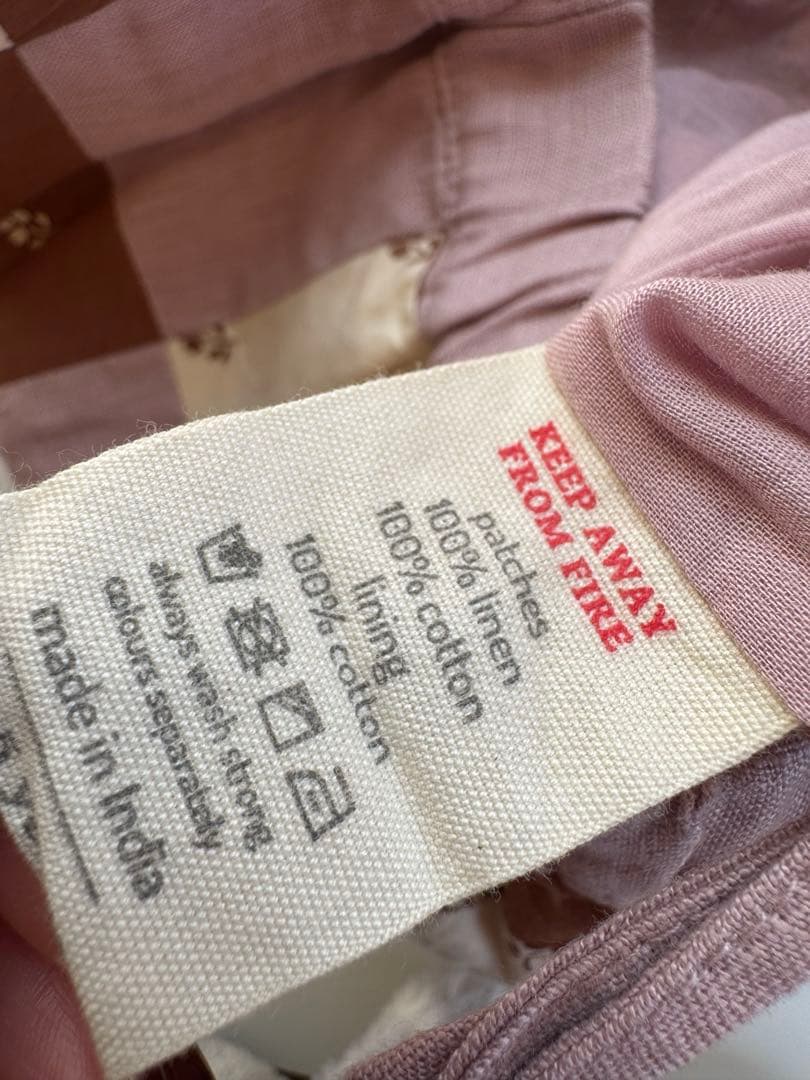 KEEP AWAY
FROM FIRE
patches
100% linen
100% cotton
lining
100% cotton
always wash strong
colours separately
made in India